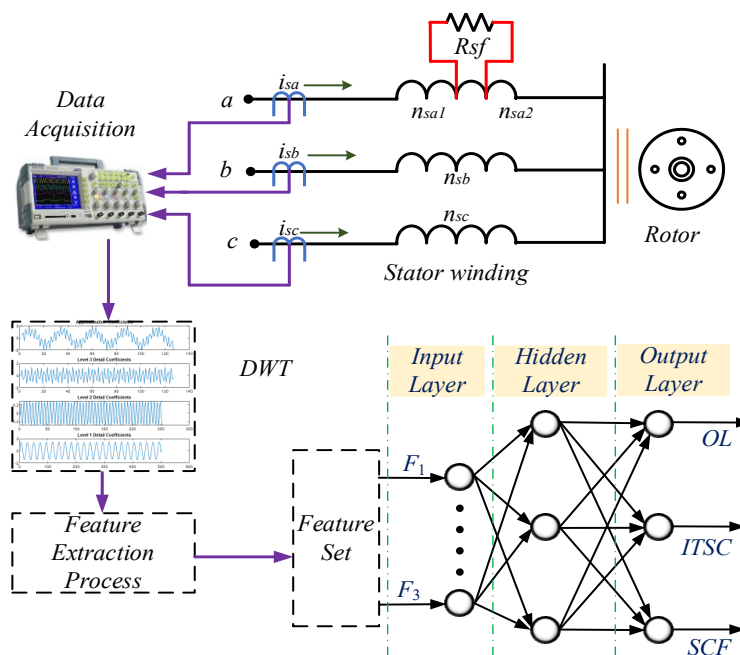 Rsf
Data
Acquisition
a
isa
nsa1
nsa2
b
isb
nsb
c
isc
nsc
Stator winding
Rotor
DWT
Level 3 Detail Coefficients
Level 2 Detail Coefficients
Level 1 Detail Coefficients
Feature
Extraction
Process
Feature
Set
Input
Layer
Hidden
Layer
Output
Layer
F1
F3
OL
ITSC
SCF